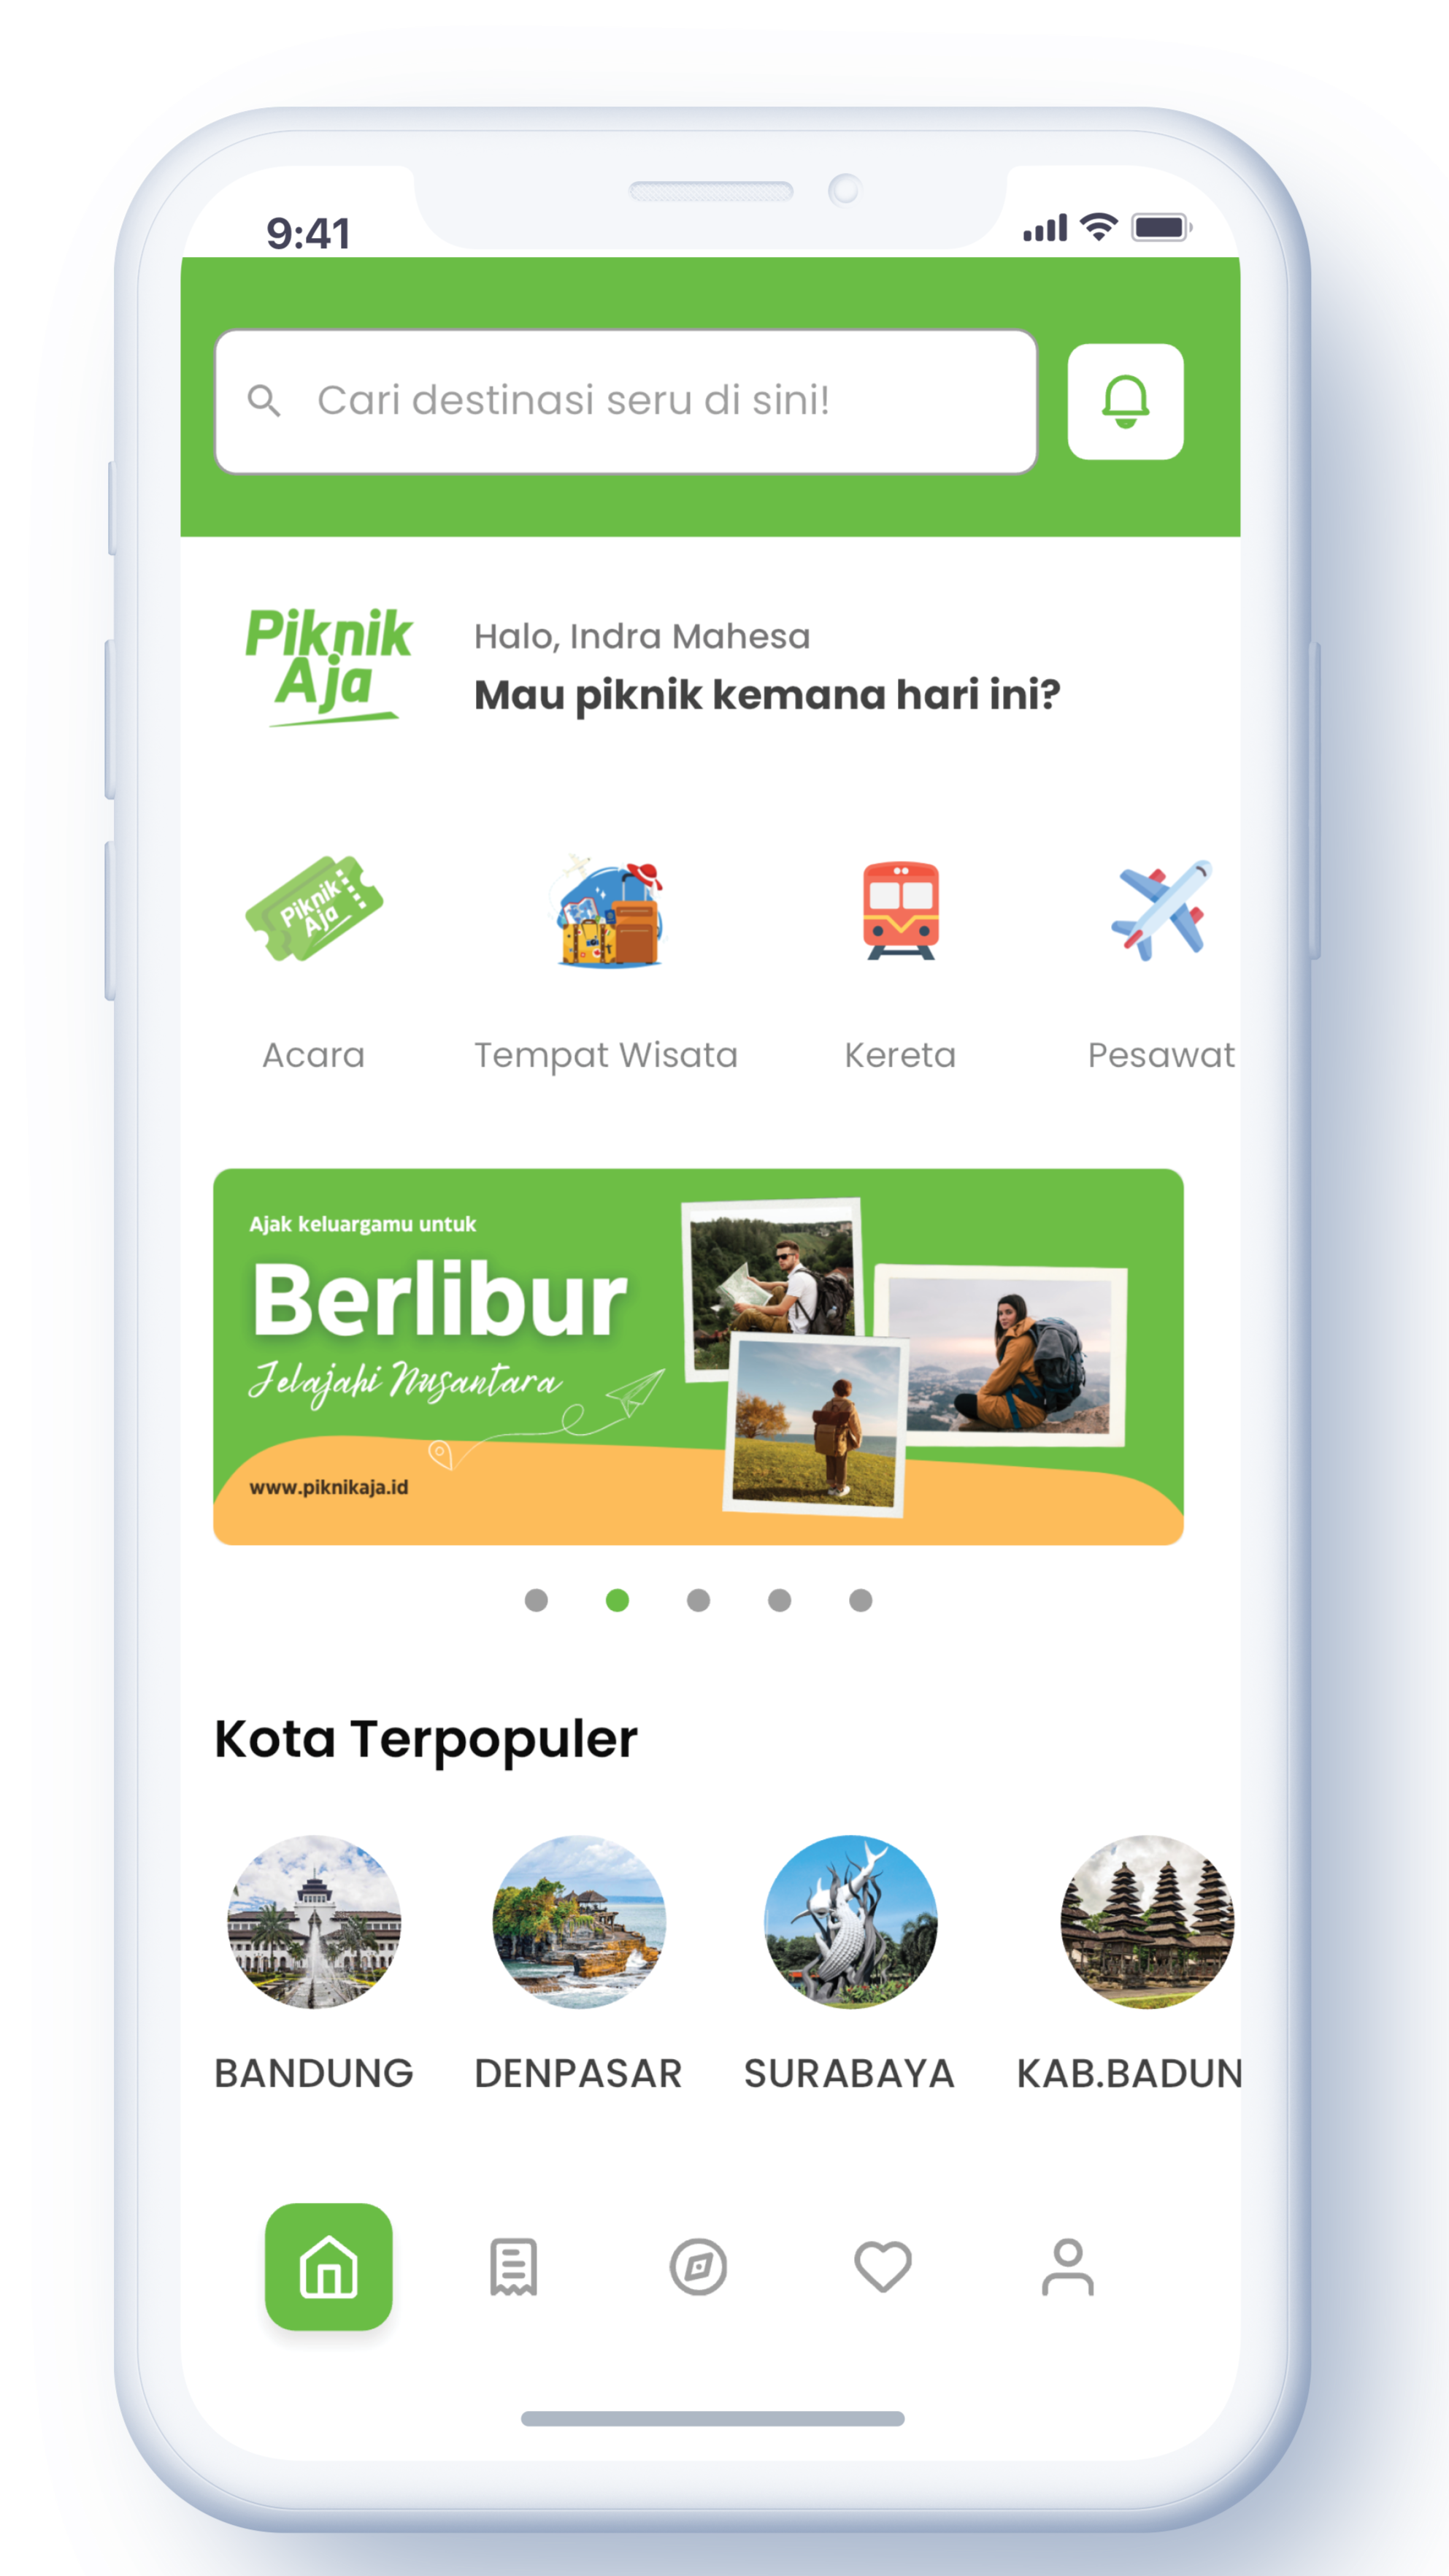 9:41
Cari destinasi seru di sini!
Piknik
Aja
Halo, Indra Mahesa
Mau piknik kemana hari ini?
Piknik
Aja
Acara
Tempat Wisata
Kereta
Pesawat
Ajak keluargamu untuk
Berlibur
Jelajahi Nusantara
www.piknikaja.id
Kota Terpopuler
BANDUNG
DENPASAR
SURABAYA
KAB.BADUN